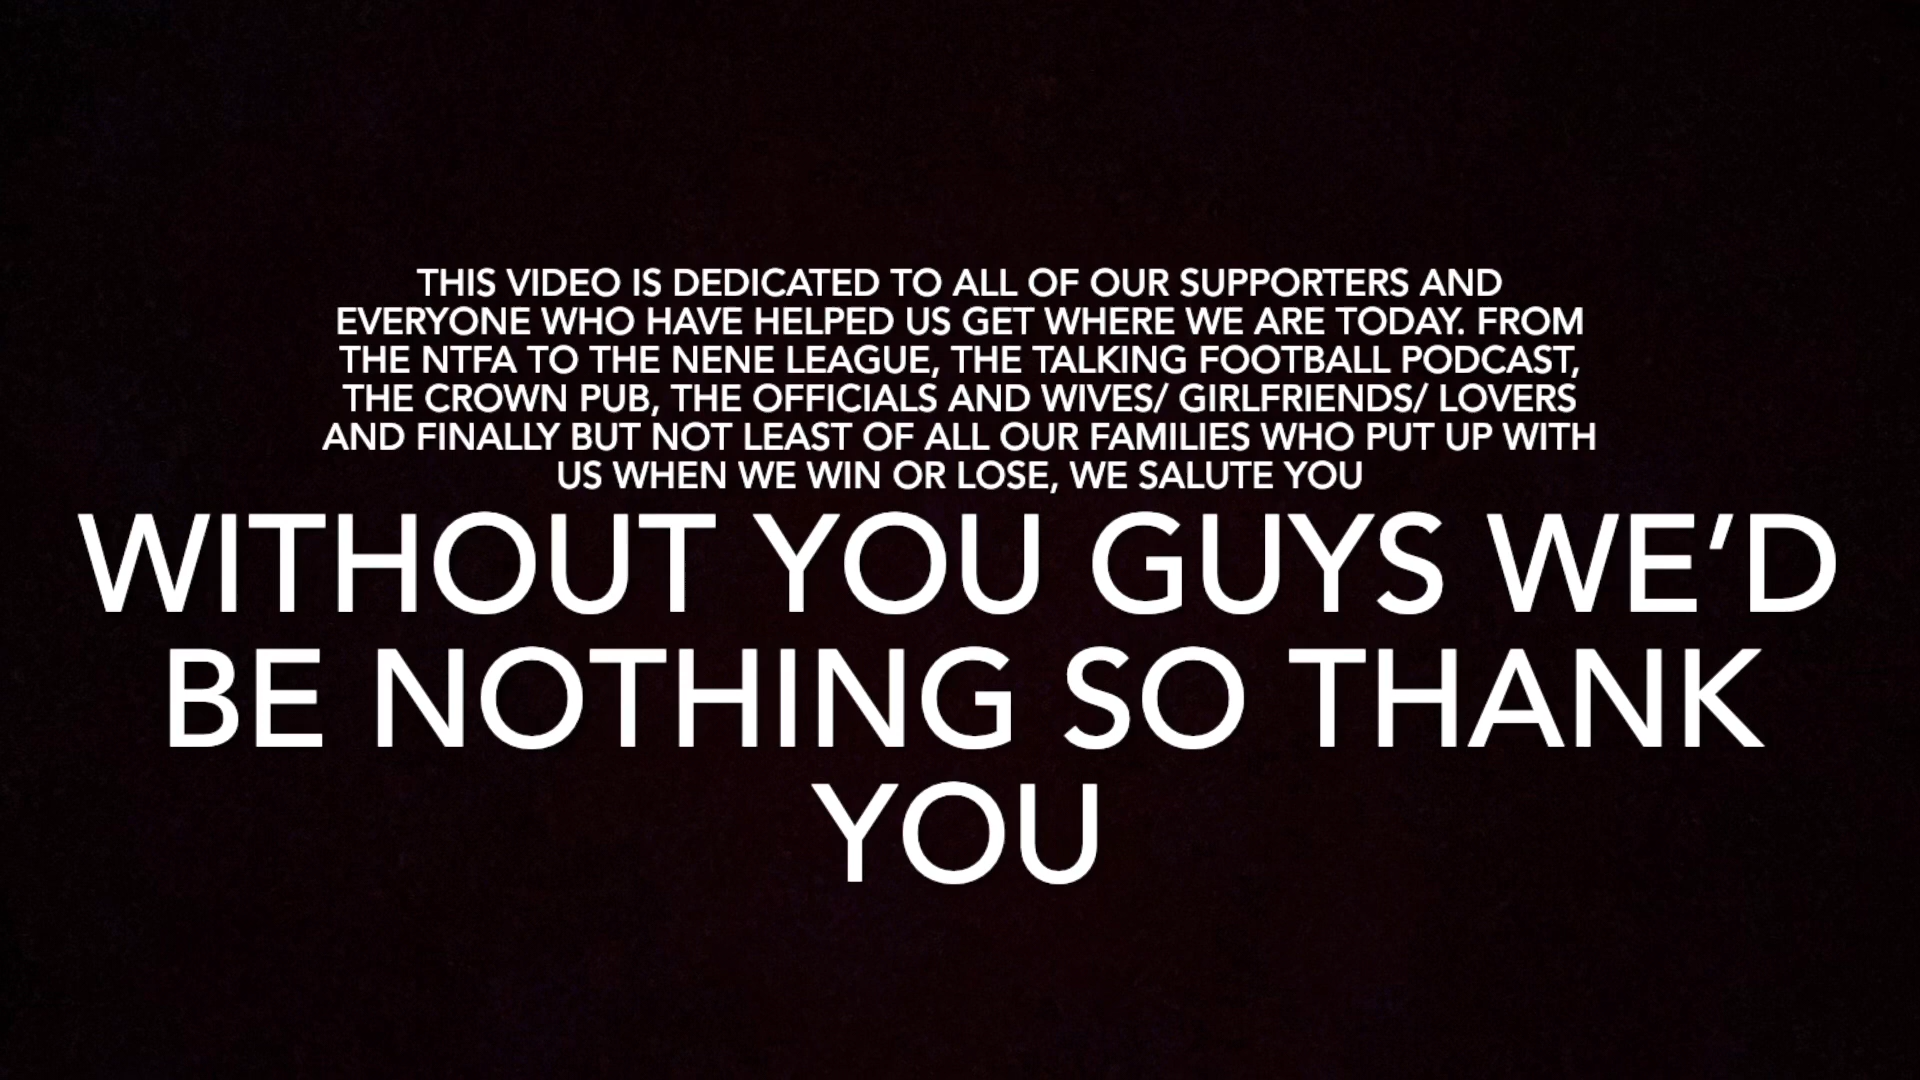 THIS VIDEO IS DEDICATED TO ALL OF OUR SUPPORTERS AND
EVERYONE WHO HAVE HELPED US GET WHERE WE ARE TODAY. FROM
THE NTFA TO THE NENE LEAGUE, THE TALKING FOOTBALL PODCAST,
THE CROWN PUB, THE OFFICIALS AND WIVES/ GIRLFRIENDS/ LOVERS
AND FINALLY BUT NOT LEAST OF ALL OUR FAMILIES WHO PUT UP WITH
US WHEN WE WIN OR LOSE, WE SALUTE YOU
WITHOUT YOU GUYS WE’D
BE NOTHING SO THANK
YOU